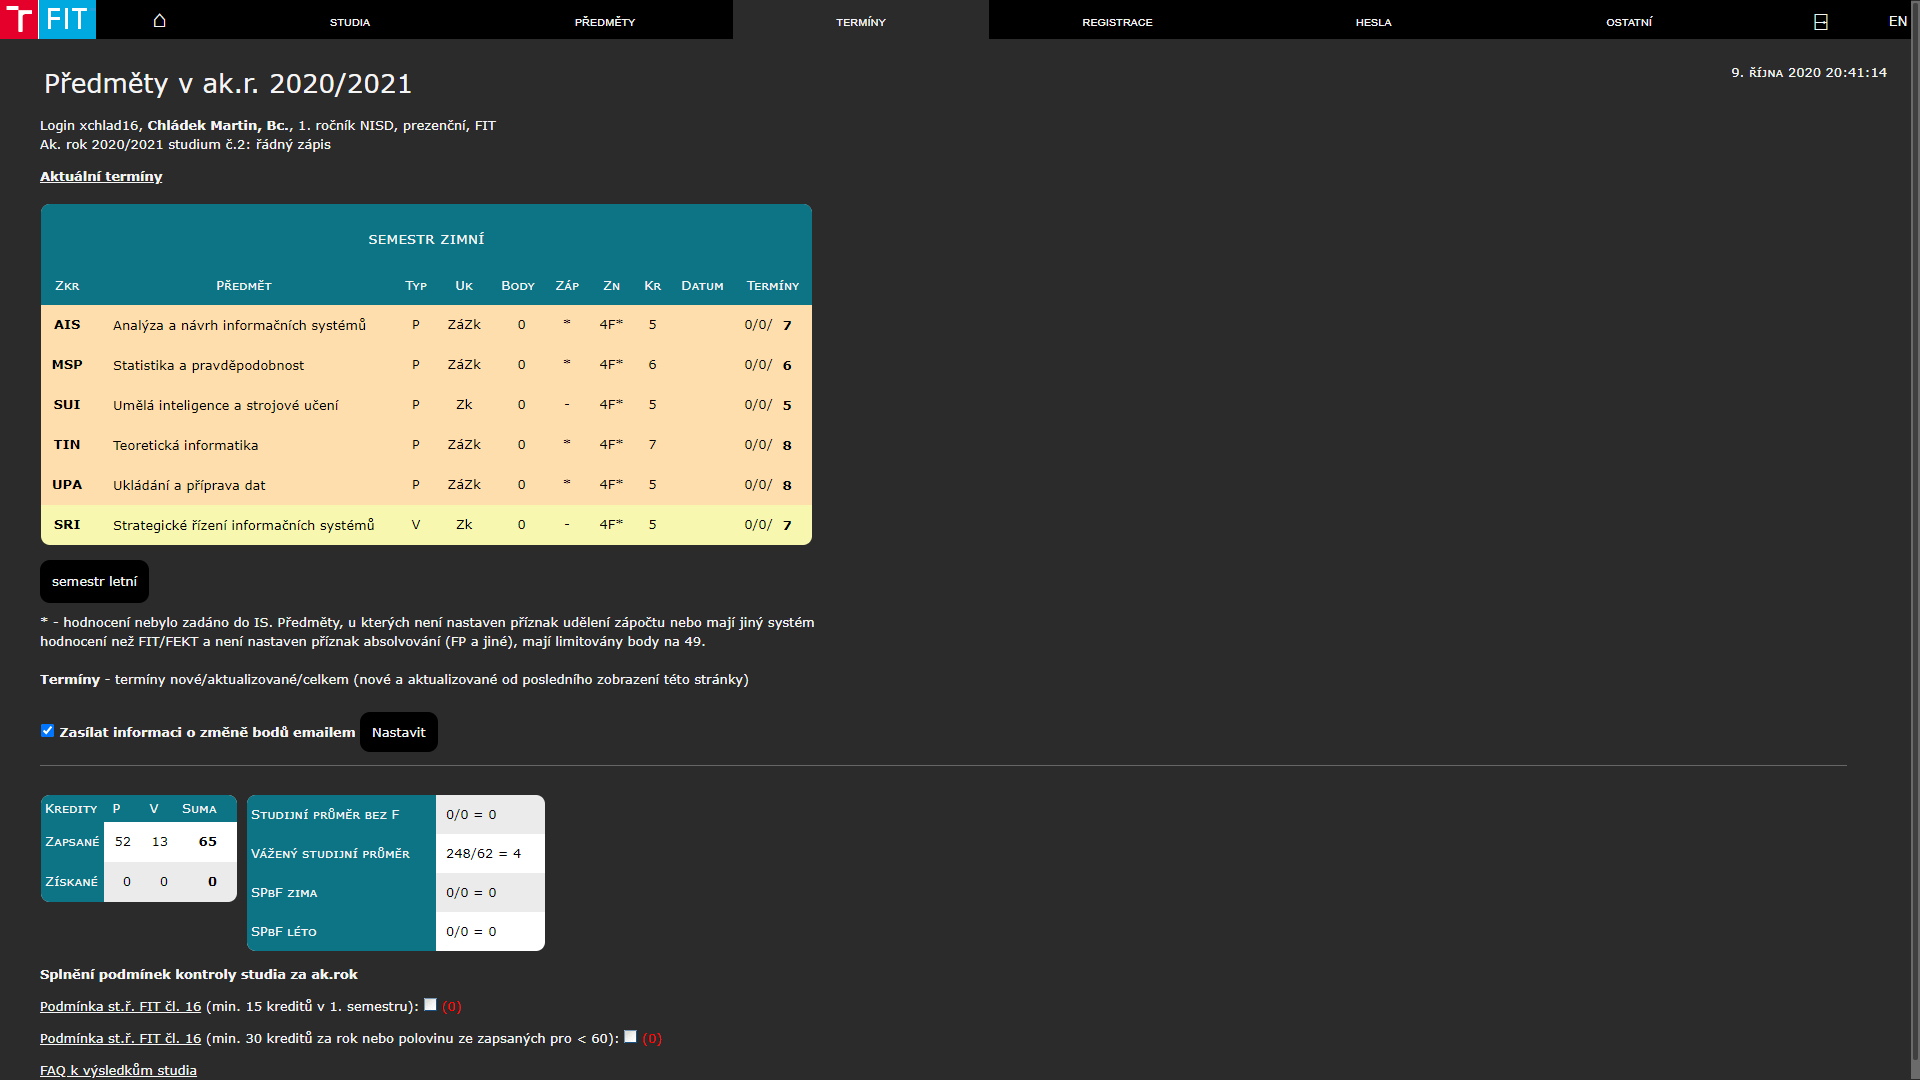 FIT
STUDIA PŘEDMĚTY TERMÍNY REGISTRACE HESLA OSTATNÍ EN
Předměty v ak.r. 2020/2021
9. ŘÍJNA 2020 20:41:14
Login xchlad16, Chládek Martin, Bc., 1. ročník NISD, prezenční, FIT
Ak. rok 2020/2021 studium č.2: řádný zápis
Aktuální termíny
SEMESTR ZIMNÍ
ZKR PŘEDMĚT TYP UK BODY ZÁP ZN KR DATUM TERMÍNY
AIS Analýza a návrh informačních systémů P ZáZk 0 * 4F* 5 0/0/ 7
MSP Statistika a pravděpodobnost P ZáZk 0 * 4F* 6 0/0/ 6
SUI Umělá inteligence a strojové učení P Zk 0 - 4F* 5 0/0/ 5
TIN Teoretická informatika P ZáZk 0 * 4F* 7 0/0/ 8
UPA Ukládání a příprava dat P ZáZk 0 * 4F* 5 0/0/ 8
SRI Strategické řízení informačních systémů V Zk 0 - 4F* 5 0/0/ 7
semestr letní
* - hodnocení nebylo zadáno do IS. Předměty, u kterých není nastaven příznak udělení zápočtu nebo mají jiný systém
hodnocení než FIT/FEKT a není nastaven příznak absolvování (FP a jiné), mají limitovány body na 49.
Termíny - termíny nové/aktualizované/celkem (nové a aktualizované od posledního zobrazení této stránky)
Zasílat informaci o změně bodů emailem Nastavit
KREDITY P V SUMA
ZAPSANÉ 52 13 65
ZÍSKANÉ 0 0 0
STUDIJNÍ PRŮMĚR BEZ F 0/0 = 0
VÁŽENÝ STUDIJNÍ PRŮMĚR 248/62 = 4
SPBF ZIMA 0/0 = 0
SPBF LÉTO 0/0 = 0
Splnění podmínek kontroly studia za ak.rok
Podmínka st.ř. FIT čl. 16 (min. 15 kreditů v 1. semestru): (0)
Podmínka st.ř. FIT čl. 16 (min. 30 kreditů za rok nebo polovinu ze zapsaných pro < 60): (0)
FAQ k výsledkům studia